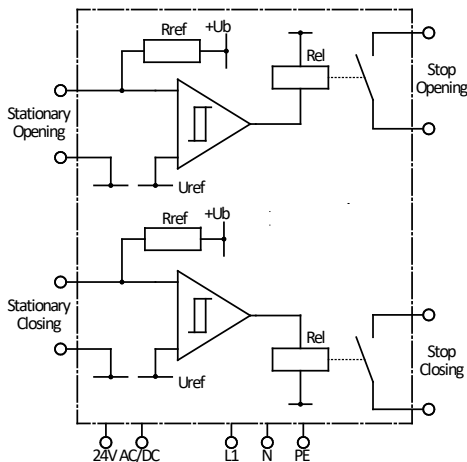 Rref
+Ub
Rel
Stationary
Opening
Stop
Opening
Uref
Rref
+Ub
Stationary
Closing
Rel
Stop
Closing
Uref
24V AC/DC
L1
N
PE